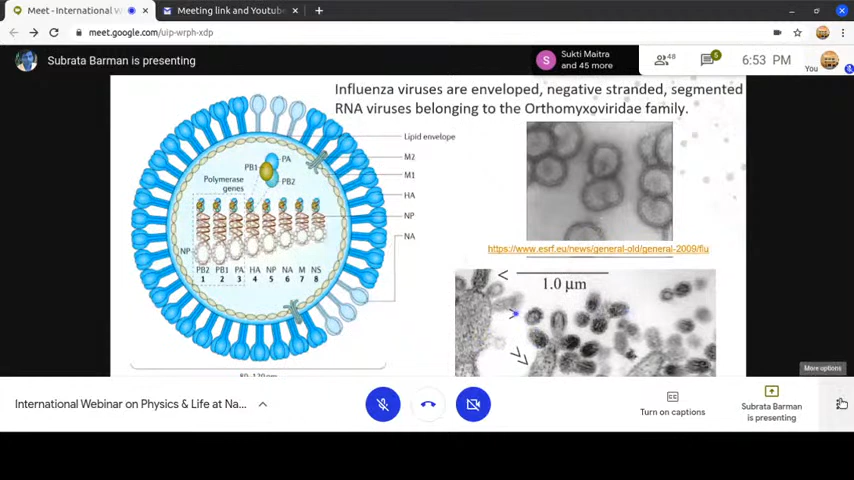 Meet - International W
Meeting link and Youtub
meet.google.com/uip-wrph-xdp
Subrata Barman is presenting
S
Sukti Maitra
and 45 more
48
5
6:53 PM
You
Influenza viruses are enveloped, negative stranded, segmented
RNA viruses belonging to the Orthomyxoviridae family.
Lipid envelope
M2
M1
HA
NP
NA
PA
PB1
PB2
Polymerase
genes
NP
PB2 PB1 PA HA NP NA M NS
1 2 3 4 5 6 7 8
80–120nm
https://www.esrf.eu/news/general-old/general-2009/flu
1.0 µm
More options
International Webinar on Physics & Life at Na...
Turn on captions
Subrata Barman
is presenting